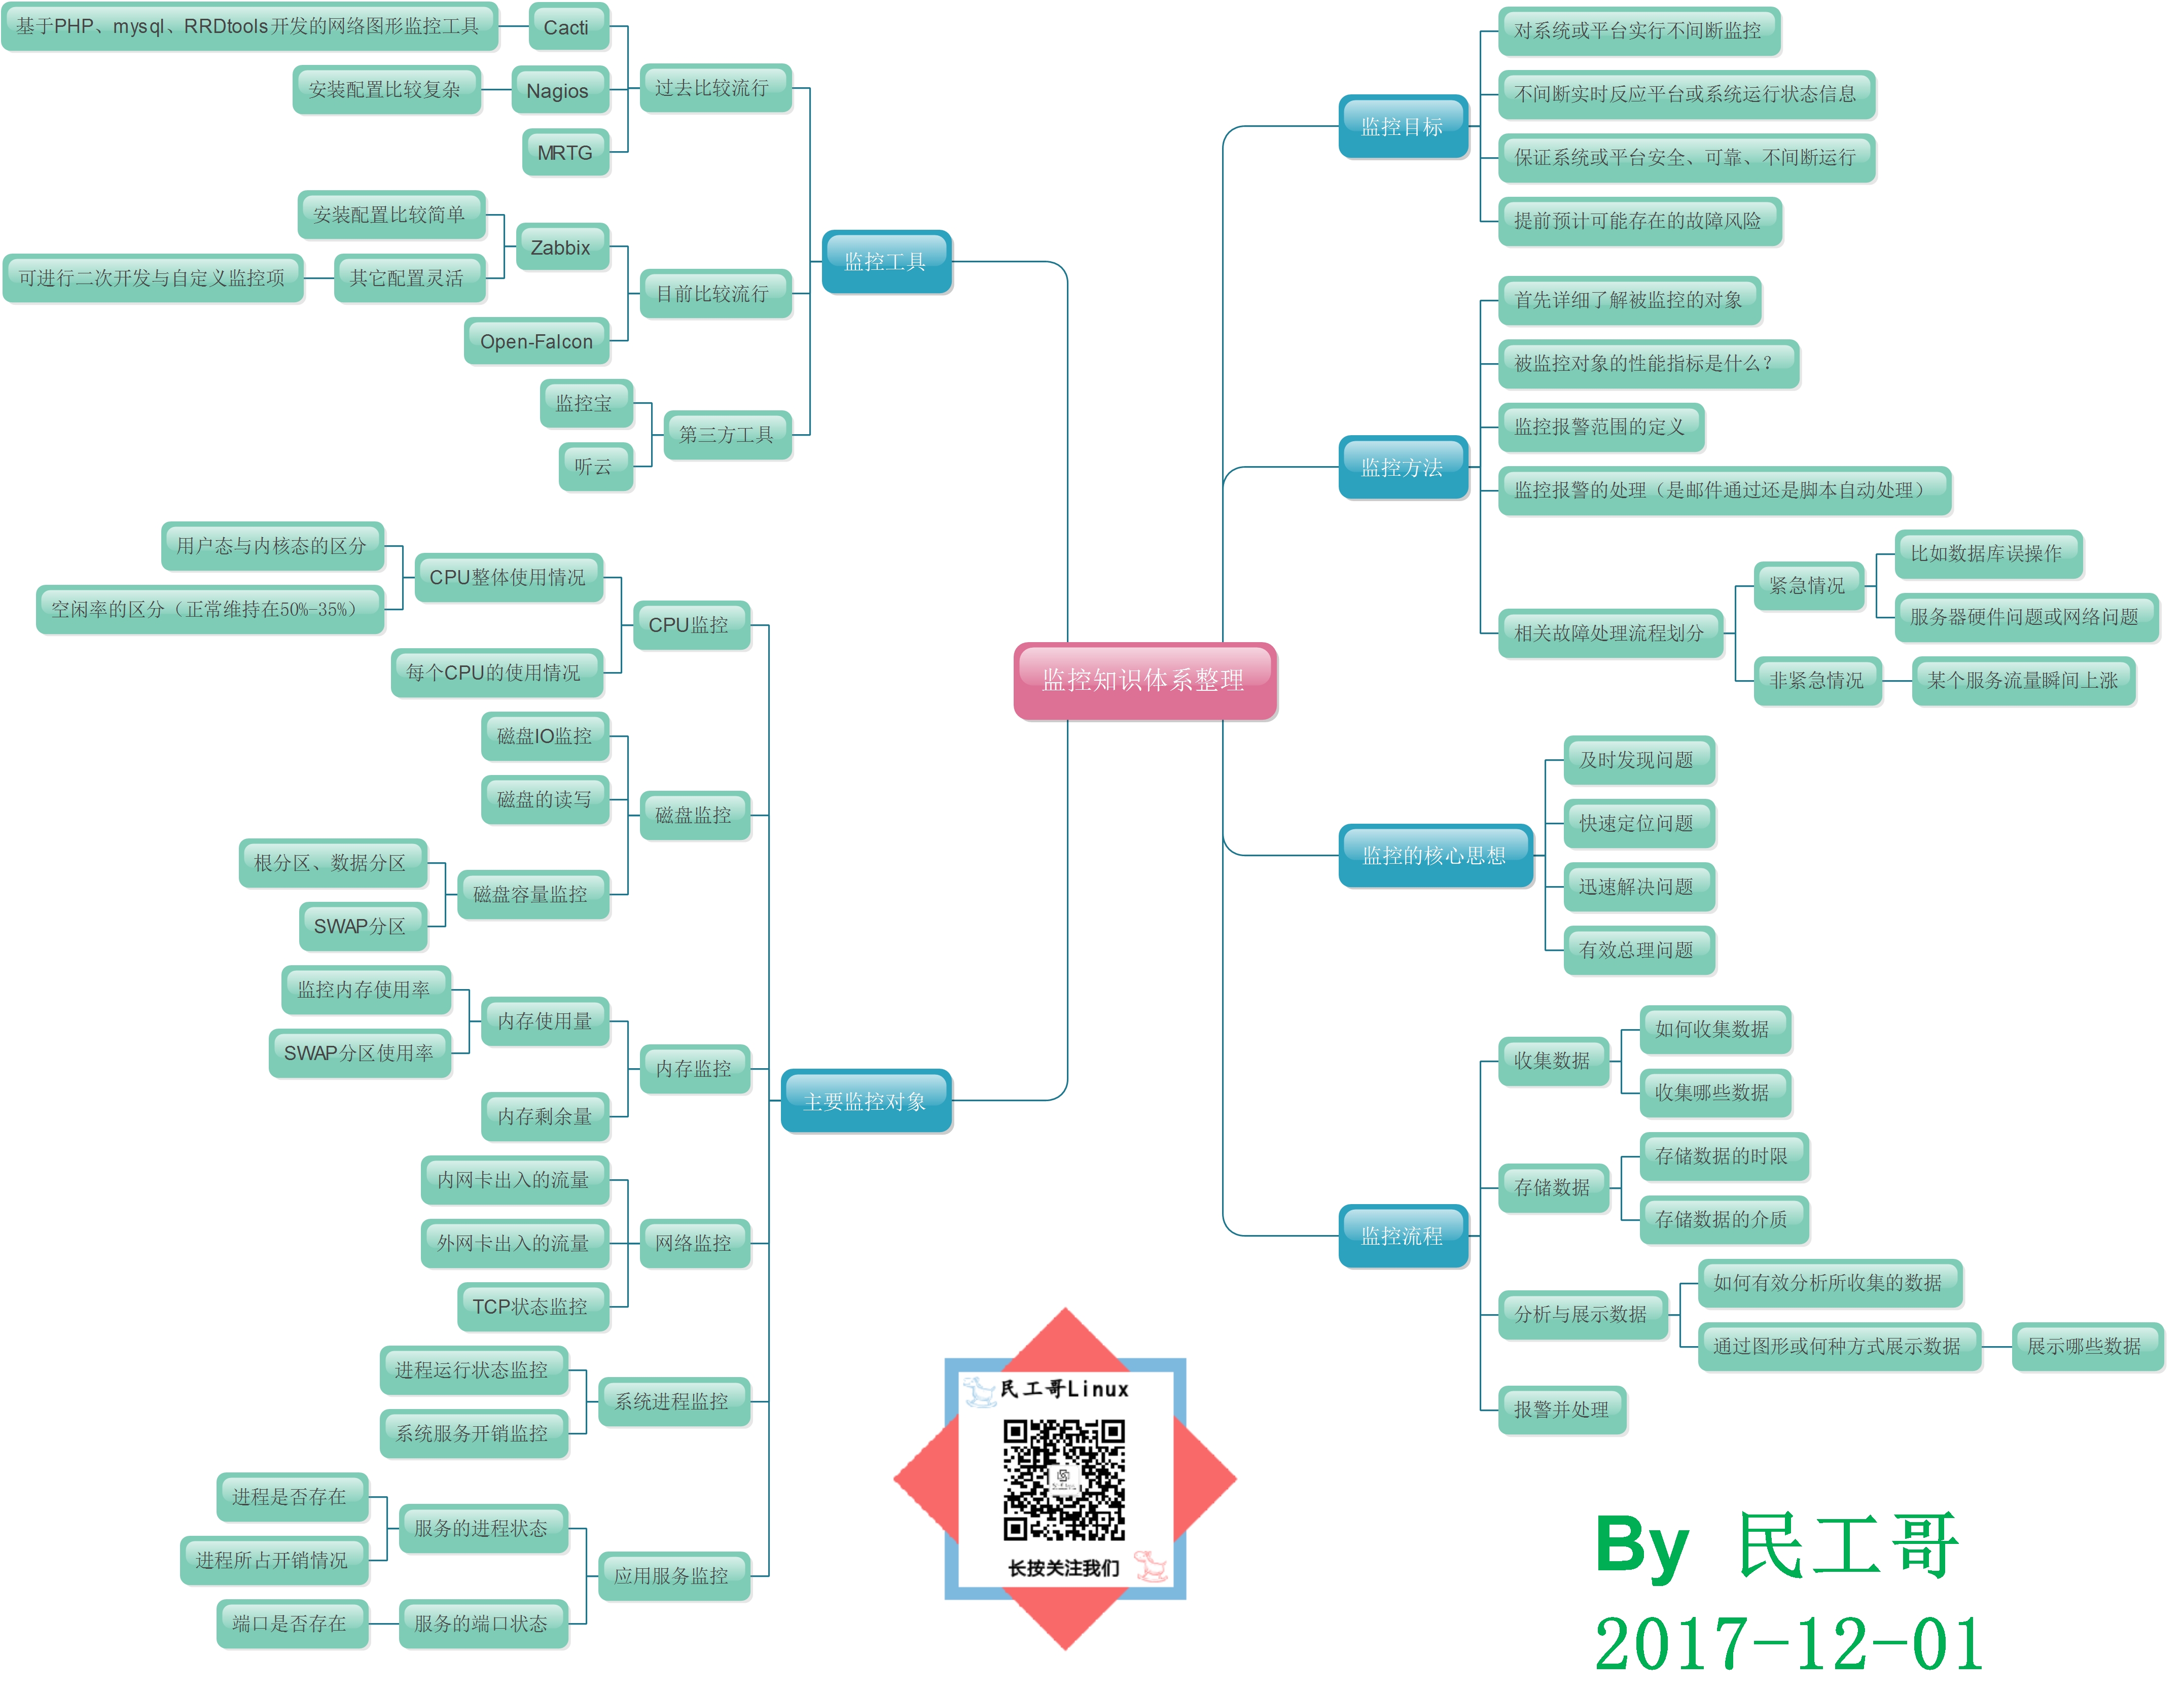 监控知识体系整理
监控工具
过去比较流行
Cacti
基于PHP、mysql、RRDtools开发的网络图形监控工具
Nagios
安装配置比较复杂
MRTG
目前比较流行
Zabbix
安装配置比较简单
其它配置灵活
可进行二次开发与自定义监控项
Open-Falcon
第三方工具
监控宝
听云
主要监控对象
CPU监控
CPU整体使用情况
用户态与内核态的区分
空闲率的区分（正常维持在50%-35%）
每个CPU的使用情况
磁盘监控
磁盘IO监控
磁盘的读写
磁盘容量监控
根分区、数据分区
SWAP分区
内存监控
内存使用量
监控内存使用率
SWAP分区使用率
内存剩余量
网络监控
内网卡出入的流量
外网卡出入的流量
TCP状态监控
系统进程监控
进程运行状态监控
系统服务开销监控
应用服务监控
服务的进程状态
进程是否存在
进程所占开销情况
服务的端口状态
端口是否存在
监控目标
对系统或平台实行不间断监控
不间断实时反应平台或系统运行状态信息
保证系统或平台安全、可靠、不间断运行
提前预计可能存在的故障风险
监控方法
首先详细了解被监控的对象
被监控对象的性能指标是什么？
监控报警范围的定义
监控报警的处理（是邮件通过还是脚本自动处理）
相关故障处理流程划分
紧急情况
比如数据库误操作
服务器硬件问题或网络问题
非紧急情况
某个服务流量瞬间上涨
监控的核心思想
及时发现问题
快速定位问题
迅速解决问题
有效总理问题
监控流程
收集数据
如何收集数据
收集哪些数据
存储数据
存储数据的时限
存储数据的介质
分析与展示数据
如何有效分析所收集的数据
通过图形或何种方式展示数据
展示哪些数据
报警并处理
民工哥Linux
长按关注我们
By 民工哥
2017-12-01